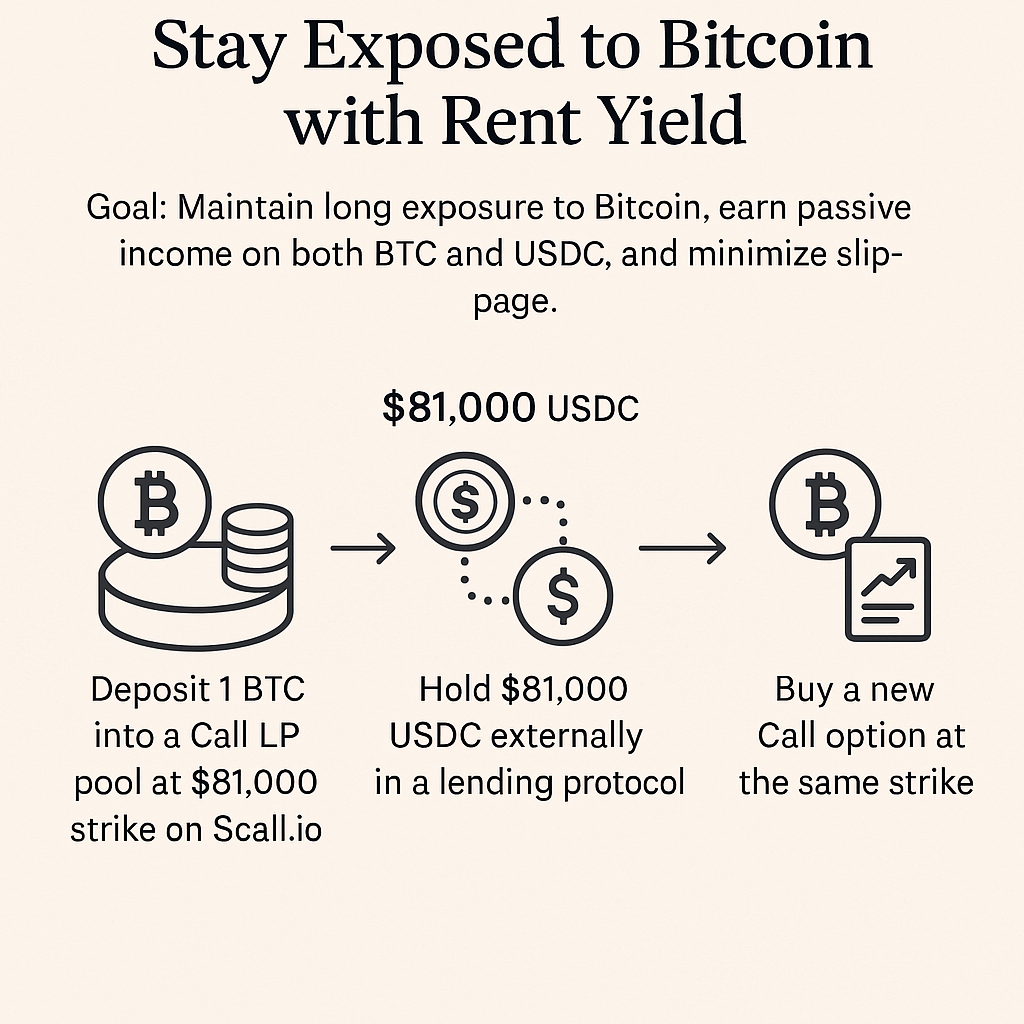 Stay Exposed to Bitcoin
with Rent Yield
Goal: Maintain long exposure to Bitcoin, earn passive
income on both BTC and USDC, and minimize slip-
page.
$81,000 USDC
Deposit 1 BTC
into a Call LP
pool at $81,000
strike on Scall.io
Hold $81,000
USDC externally
in a lending protocol
Buy a new
Call option at
the same strike